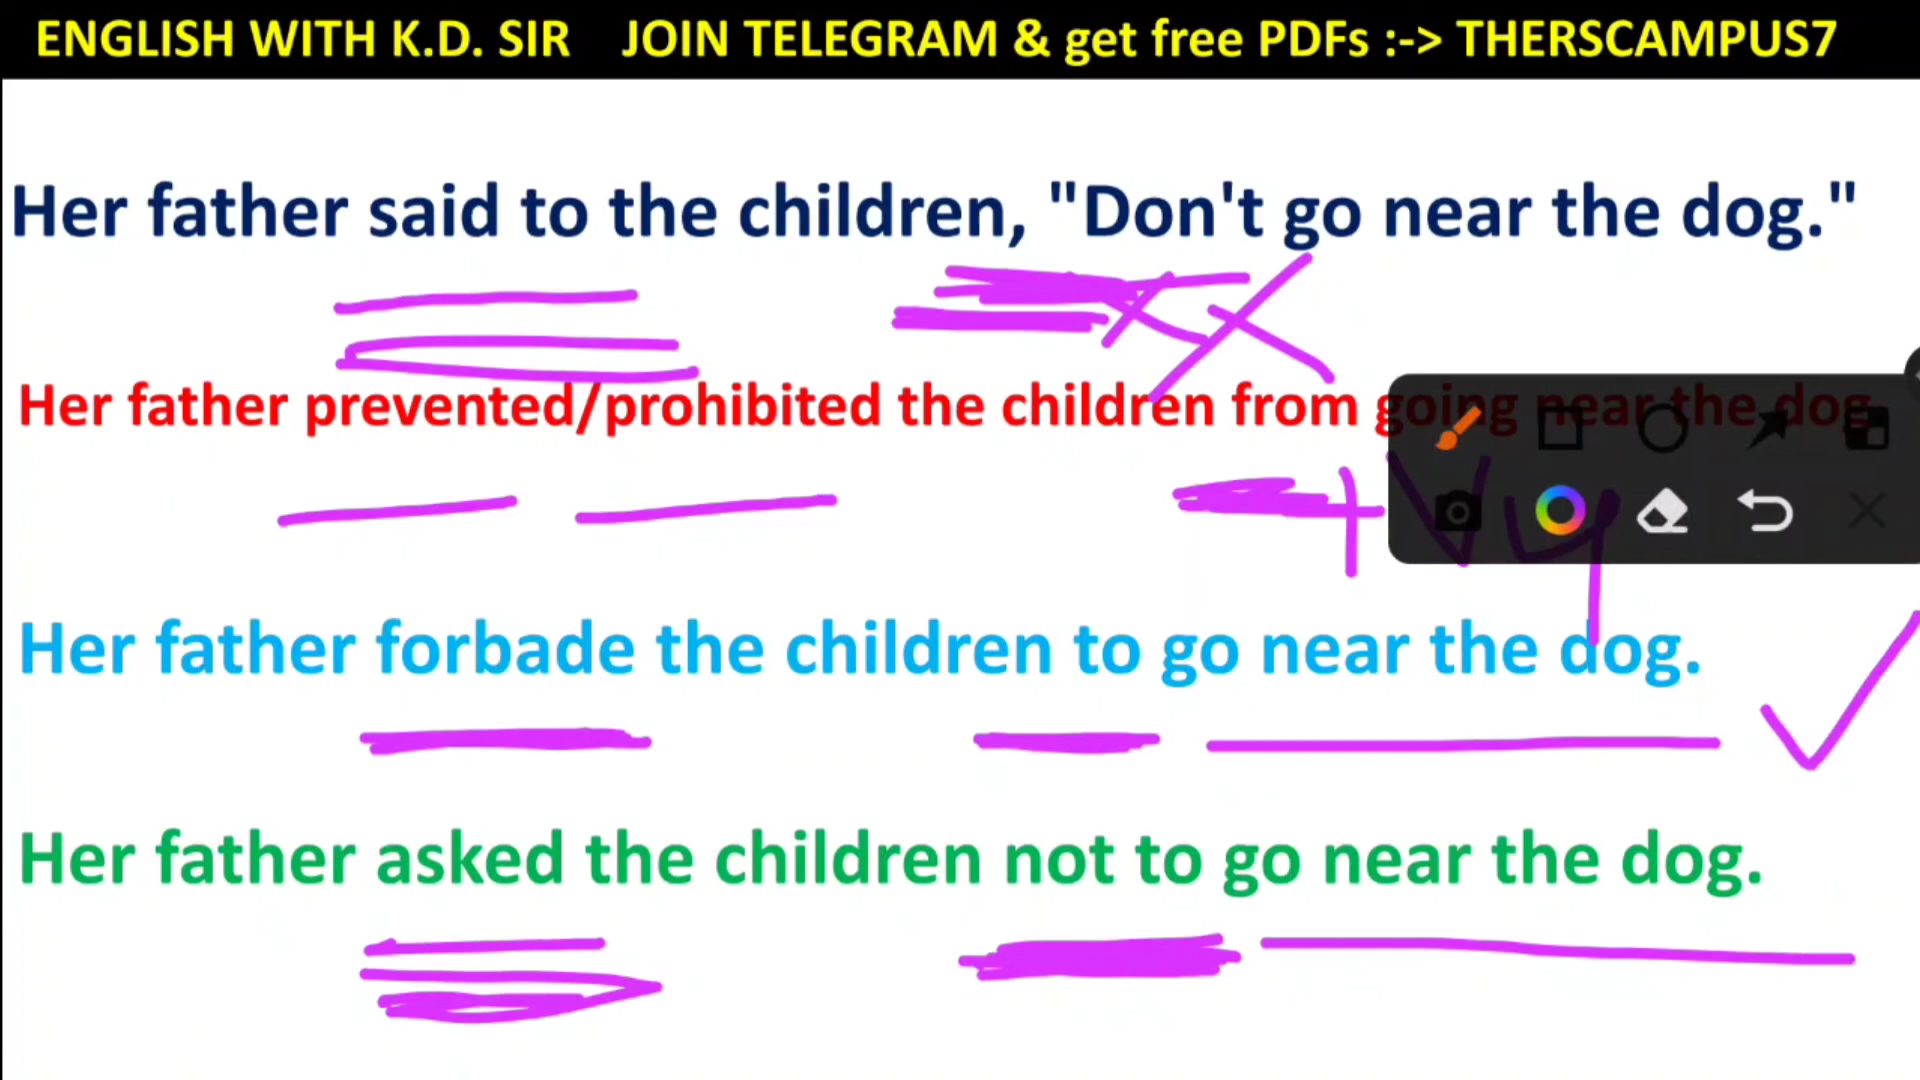 ENGLISH WITH K.D. SIR JOIN TELEGRAM & get free PDFs :-> THERSCAMPUS7
Her father said to the children, "Don't go near the dog."
Her father prevented/prohibited the children from going near the dog
Her father forbade the children to go near the dog.
Her father asked the children not to go near the dog.